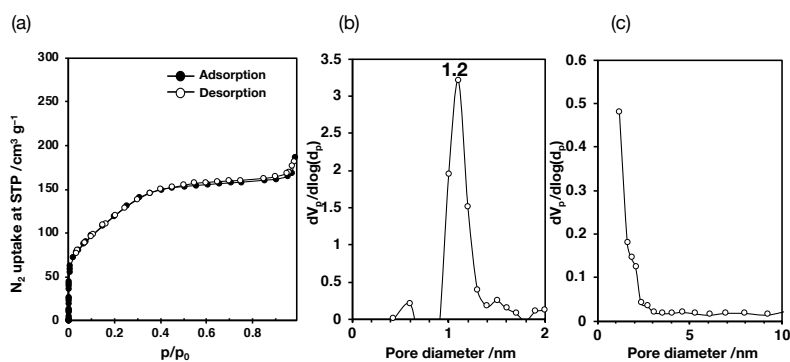 (a)
N₂ uptake at STP /cm³ g⁻¹
300
250
200
150
100
50
0
Adsorption
Desorption
0 0.2 0.4 0.6 0.8
p/p₀
(b)
dVₚ/dlog(dₚ)
3.5
3
2.5
2
1.5
1
0.5
0
1.2
0 1 2
Pore diameter /nm
(c)
dVₚ/dlog(dₚ)
0.6
0.5
0.4
0.3
0.2
0.1
0
0 5 10
Pore diameter /nm